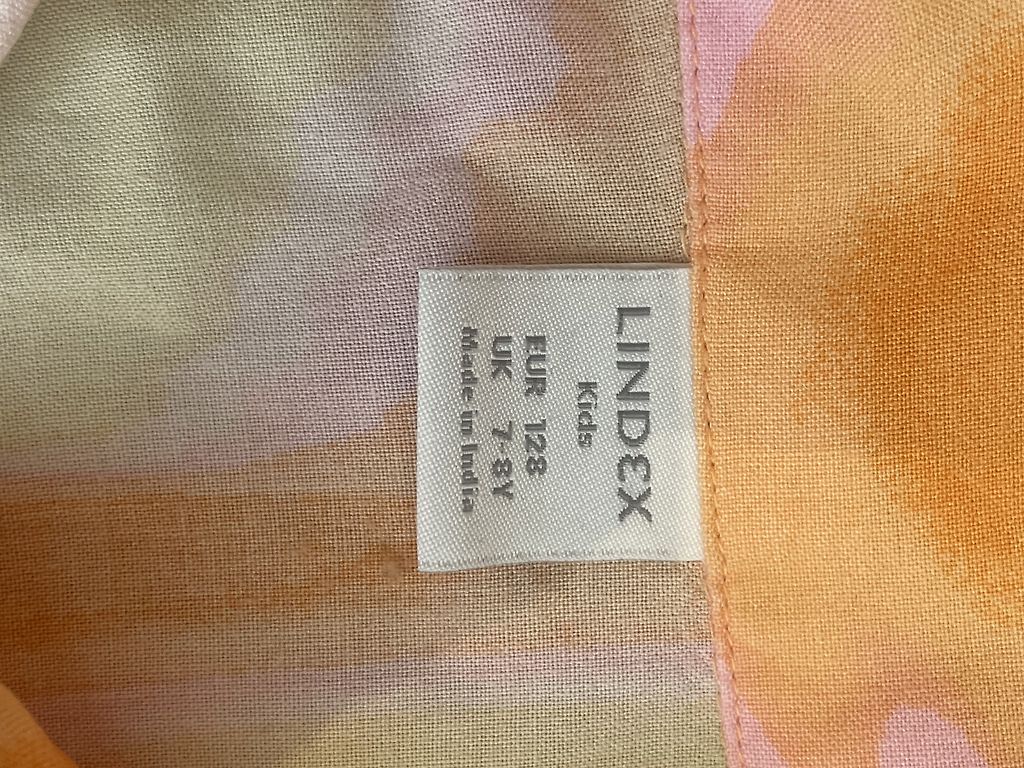 LINDEX
Kids
EUR 128
UK 7-8Y
Made in India